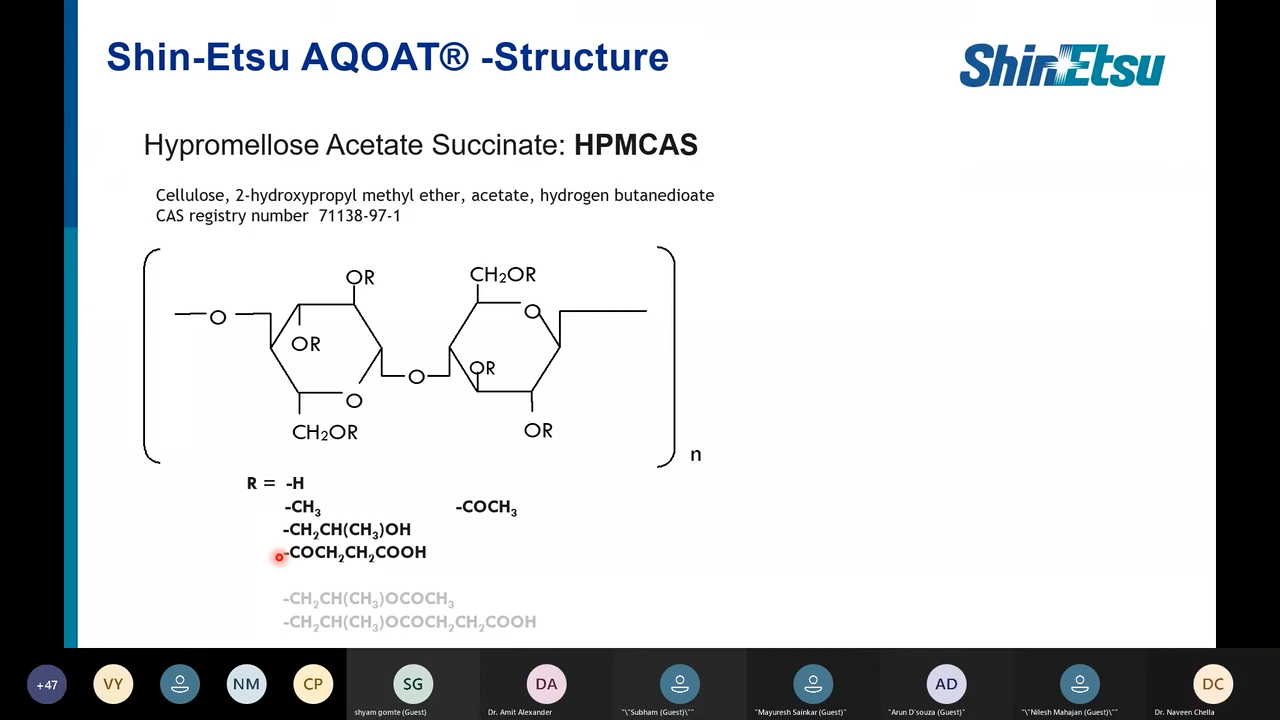 Shin-Etsu AQOAT® -Structure
ShinEtsu
Hypromellose Acetate Succinate: HPMCAS
Cellulose, 2-hydroxypropyl methyl ether, acetate, hydrogen butanedioate
CAS registry number 71138-97-1
OR
CH₂OR
O
O
OR
OR
O
O
CH₂OR
OR
n
R = -H
-CH₃ -COCH₃
-CH₂CH(CH₃)OH
-COCH₂CH₂COOH
-CH₂CH(CH₃)OCOCH₃
-CH₂CH(CH₃)OCOCH₂CH₂COOH
+47 VY NM CP SG DA AD DC
shyam gomte (Guest) Dr. Amit Alexander "\"Subham (Guest)\"" "Mayuresh Sainkar (Guest)" "Arun D'souza (Guest)" "\"Nilesh Mahajan (Guest)\"" Dr. Naveen Chella